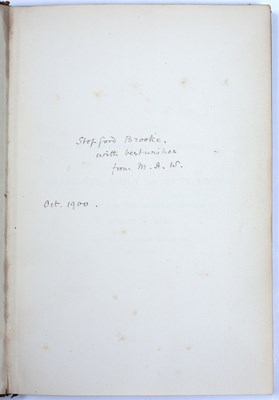 Stopford Brooke,
with best wishes
from M. A. W.
Oct. 1900.